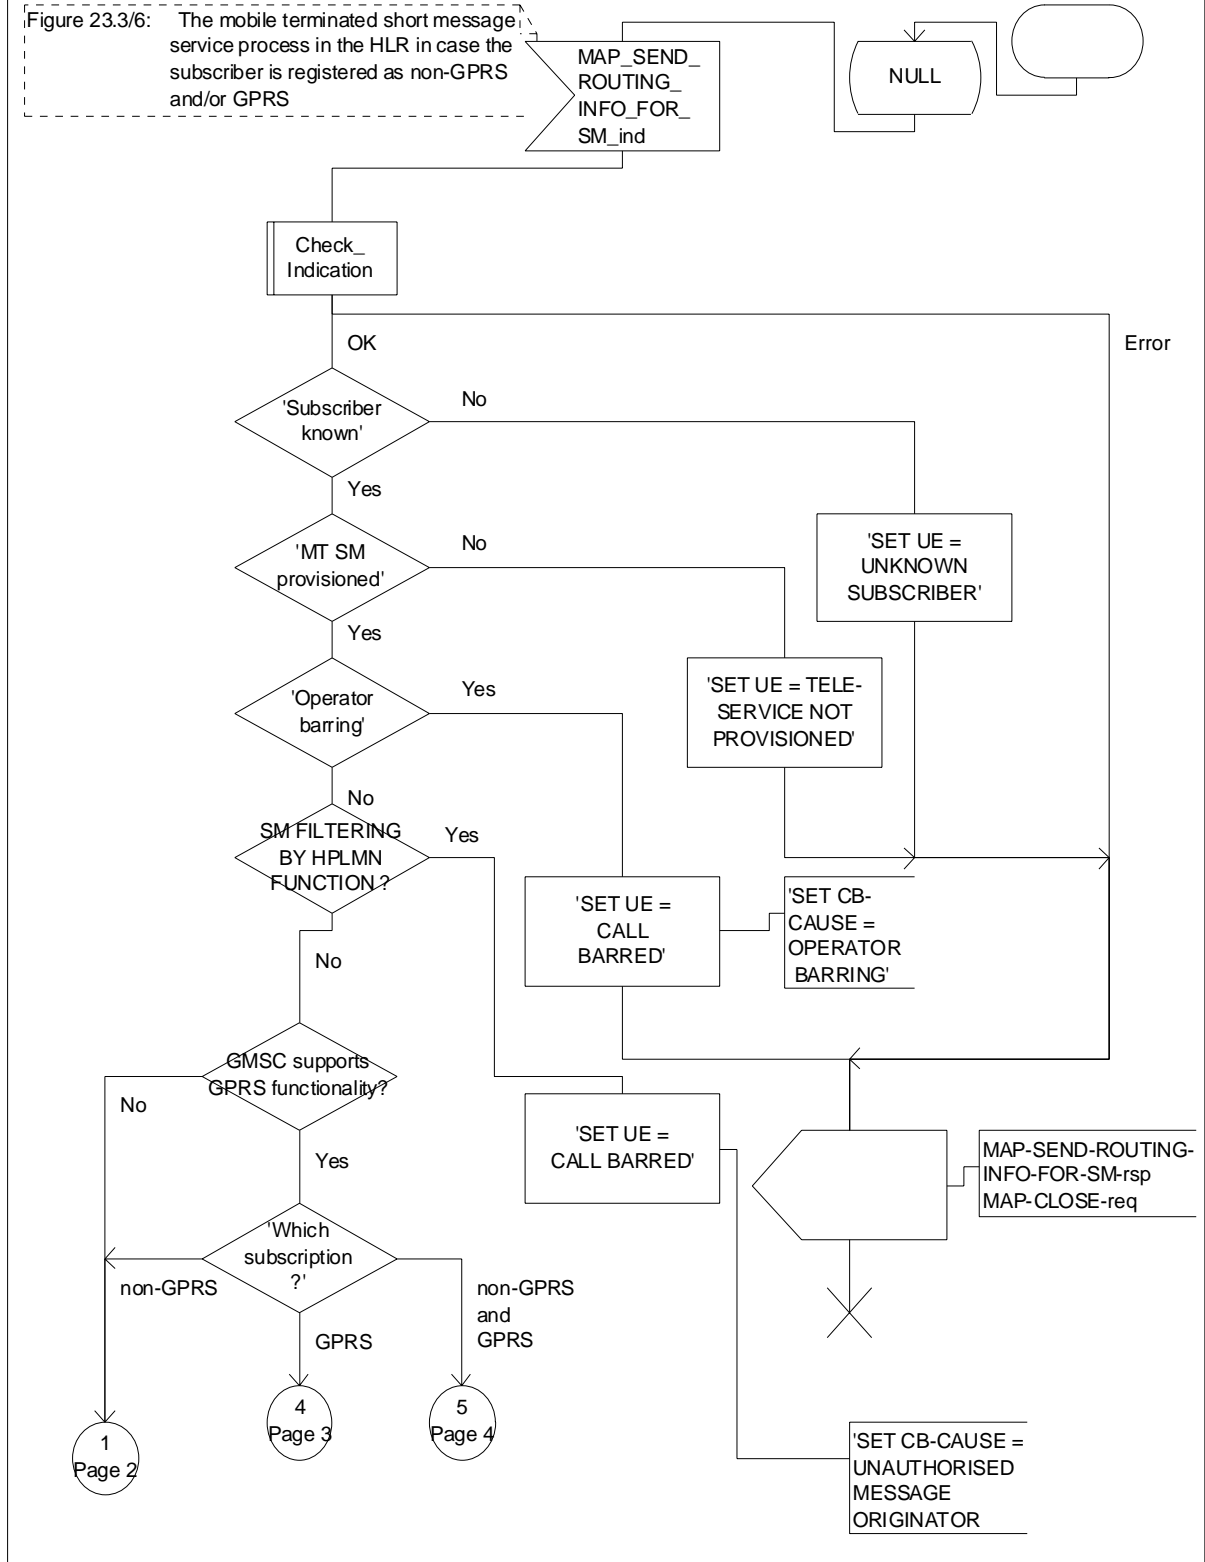 Figure 23.3/6: The mobile terminated short message
service process in the HLR in case the
subscriber is registered as non-GPRS
and/or GPRS
MAP_SEND_
ROUTING_
INFO_FOR_
SM_ind
NULL
Check_
Indication
OK
Error
'Subscriber
known'
No
Yes
'MT SM
provisioned'
No
'SET UE =
UNKNOWN
SUBSCRIBER'
Yes
'Operator
barring'
Yes
'SET UE = TELE-
SERVICE NOT
PROVISIONED'
No
SM FILTERING
BY HPLMN
FUNCTION ?
Yes
'SET UE =
CALL
BARRED'
'SET CB-
CAUSE =
OPERATOR
BARRING'
No
GMSC supports
GPRS functionality?
No
Yes
'SET UE =
CALL BARRED'
MAP-SEND-ROUTING-
INFO-FOR-SM-rsp
MAP-CLOSE-req
'Which
subscription
?'
non-GPRS
GPRS
non-GPRS
and
GPRS
1
Page 2
4
Page 3
5
Page 4
'SET CB-CAUSE =
UNAUTHORISED
MESSAGE
ORIGINATOR